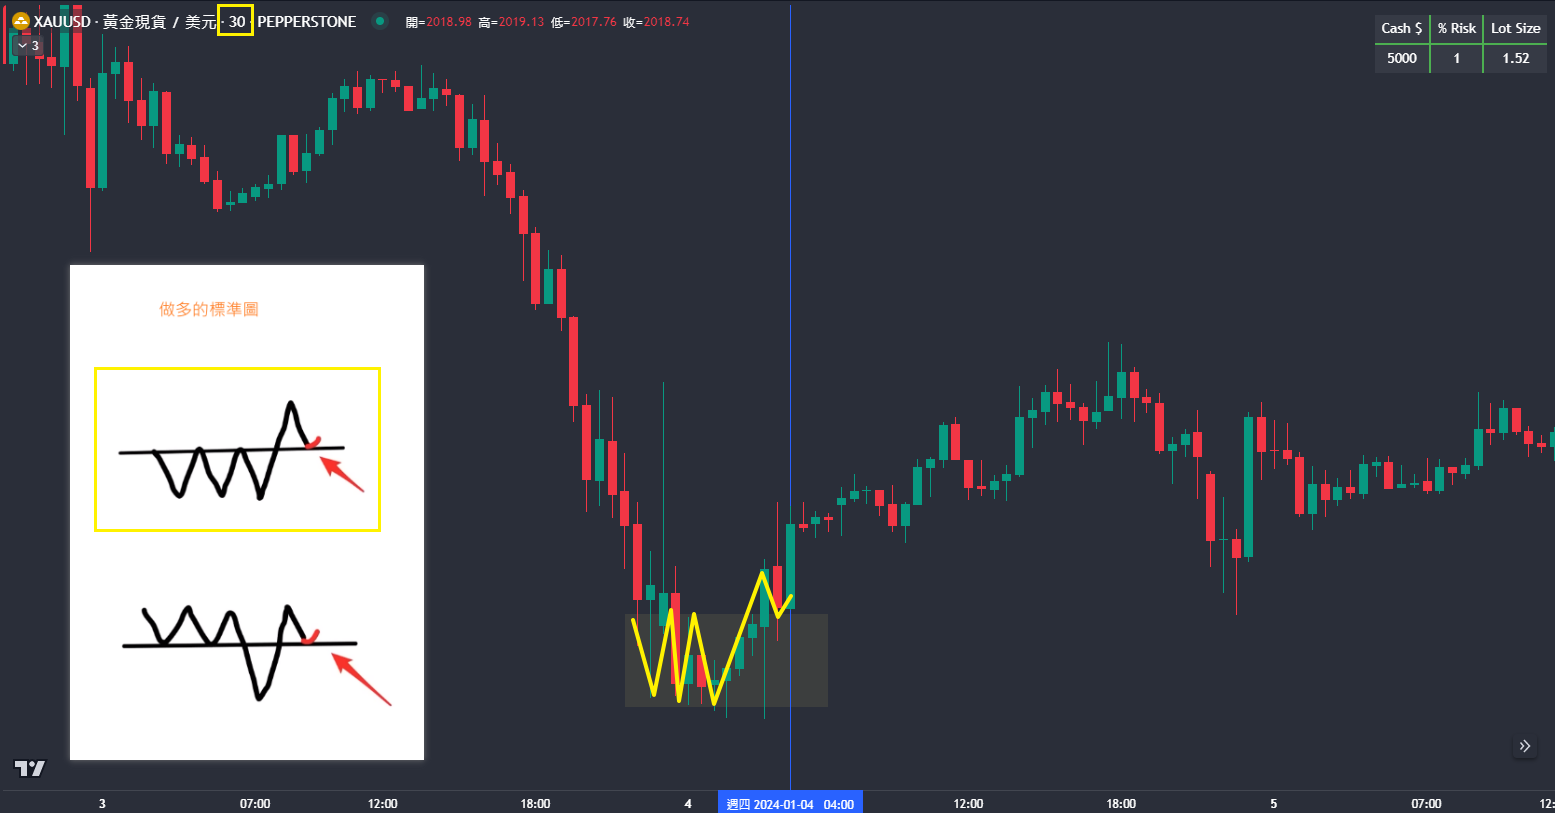 XAUUSD · 黃金現貨 / 美元 · 30 · PEPPERSTONE 開=2018.98 高=2019.13 低=2017.76 收=2018.74
3
Cash $ % Risk Lot Size
5000 1 1.52
做多的標準圖
3 07:00 12:00 18:00 4 週四 2024-01-04 04:00 12:00 18:00 5 07:00 12: